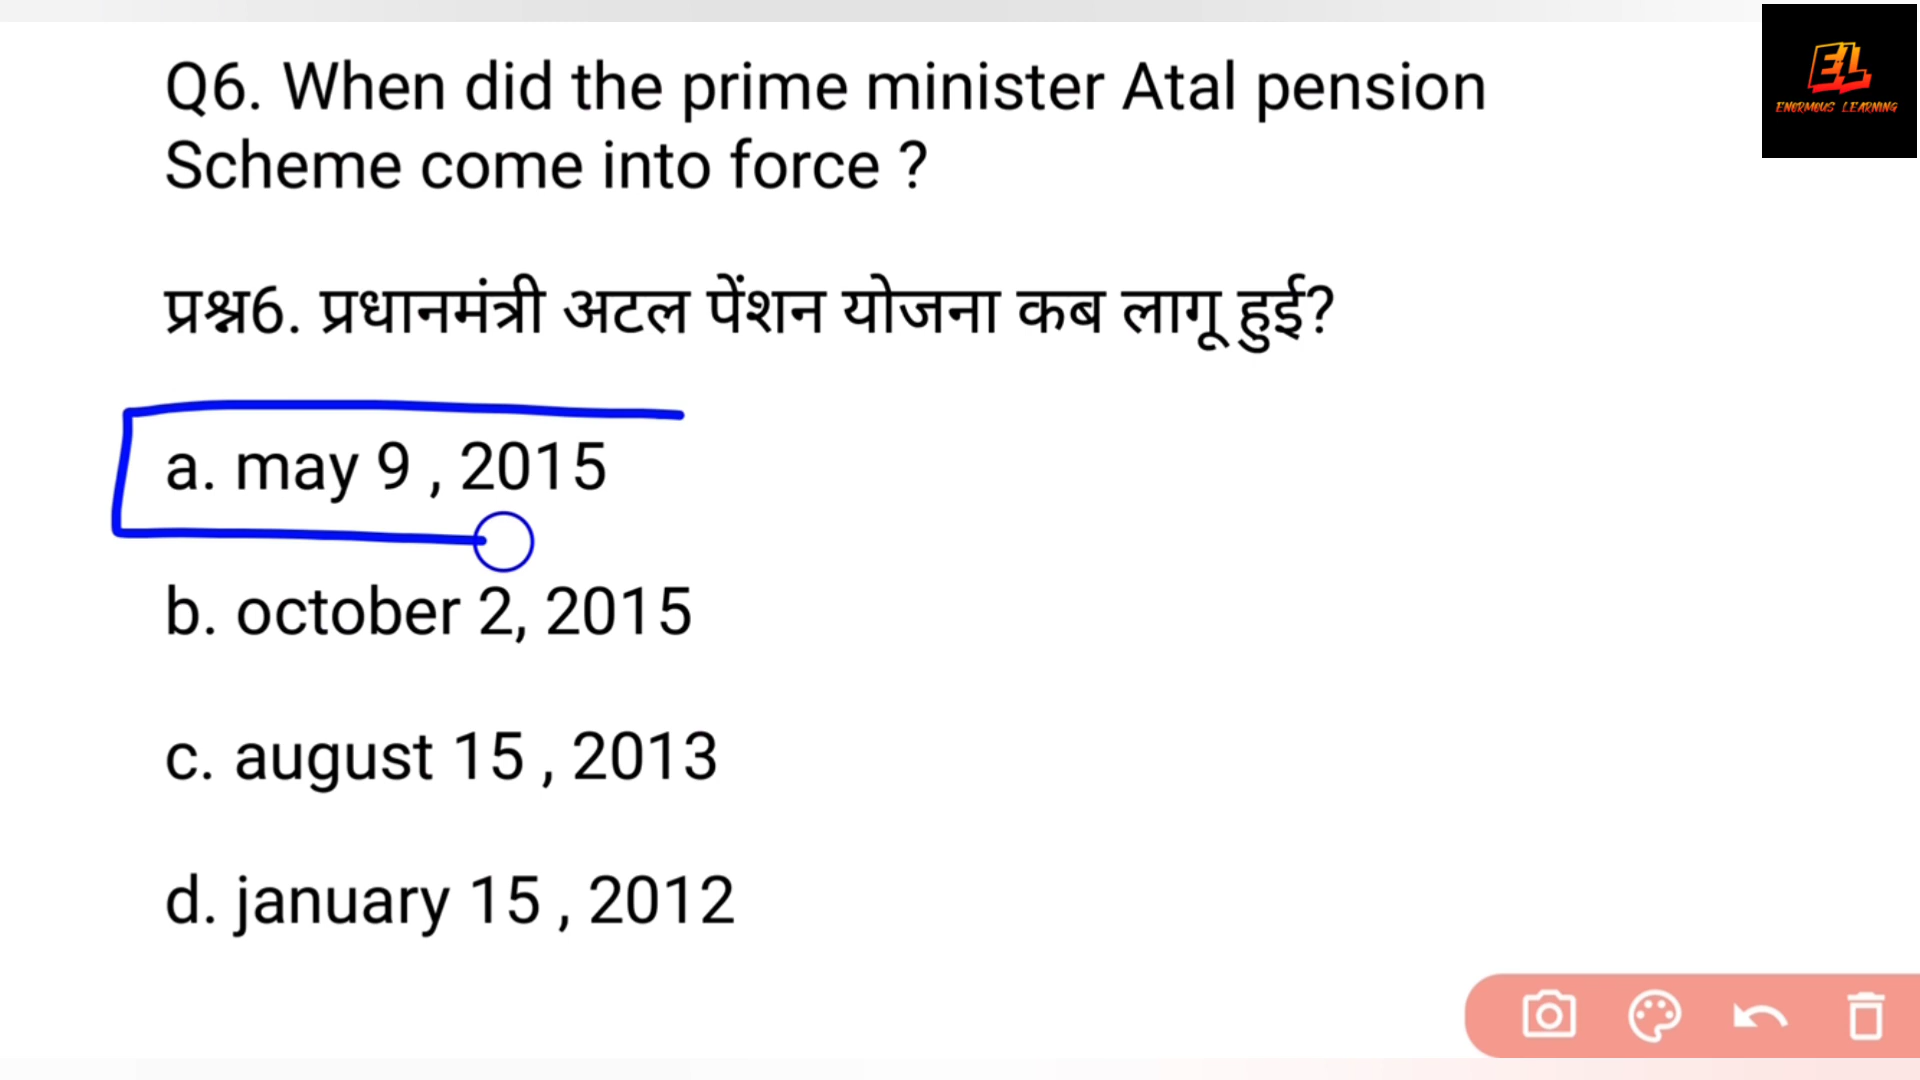 Q6. When did the prime minister Atal pension
Scheme come into force ?
प्रश्न6. प्रधानमंत्री अटल पेंशन योजना कब लागू हुई?
a. may 9 , 2015
b. october 2, 2015
c. august 15 , 2013
d. january 15 , 2012
EL
ENORMOUS LEARNING